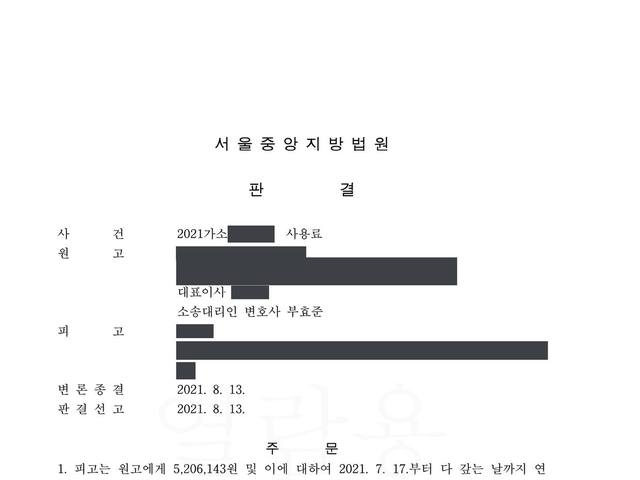 서울중앙지방법원
판 결
사 건 2021가소 사용료
원 고
대표이사
소송대리인 변호사 부효준
피 고
변론종결 2021. 8. 13.
판결선고 2021. 8. 13.
열람용
주 문
1. 피고는 원고에게 5,206,143원 및 이에 대하여 2021. 7. 17.부터 다 갚는 날까지 연